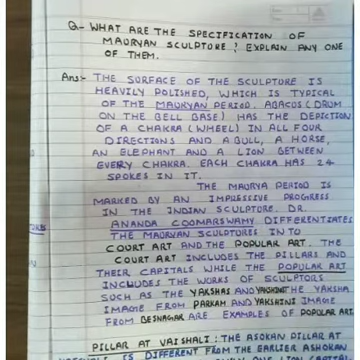 Q- WHAT ARE THE SPECIFICATION OF
MAURYAN SCULPTORE? EXPLAIN ANY ONE
OF THEM.
Ans:- THE SURFACE OF THE SCULPTORE IS
HEAVILY POLISHED, WHICH IS TYPICAL
OF THE MAURYAN PERIOD. ABACUS (DRUM
ON THE BELL BASE) HAS THE DEPICTION
OF A CHAKRA (WHEEL) IN ALL FOUR
DIRECTIONS AND A BULL, A HORSE,
AN ELEPHANT AND A LION BETWEEN
EVERY CHAKRA. EACH CHAKRA HAS 24
SPOKES IN IT.
THE MAURYA PERIOD IS
MARKED BY AN IMPRESSIVE PROGRESS
IN THE INDIAN SCULPTORE. DR.
ANANDA COOMARSWAMY DIFFERENTIATES
THE MAURYAN SCULPTORES IN TO
COURT ART AND THE POPULAR ART. THE
COURT ART INCLUDES THE PILLARS AND
THEIR CAPITALS WHILE THE POPULAR ART
INCLUDES THE WORKS OF SCULPTORS
SUCH AS THE YAKSHAS AND YAKSHINI THE YAKSHA
IMAGE FROM PARKAM AND YAKSHINI IMAGE
FROM BESNAGAR ARE EXAMPLES OF POPULAR ART.
PILLAR AT VAISHALI:: THE ASOKAN PILLAR AT
IS DIFFERENT FROM THE EARLIER ASHOKAN